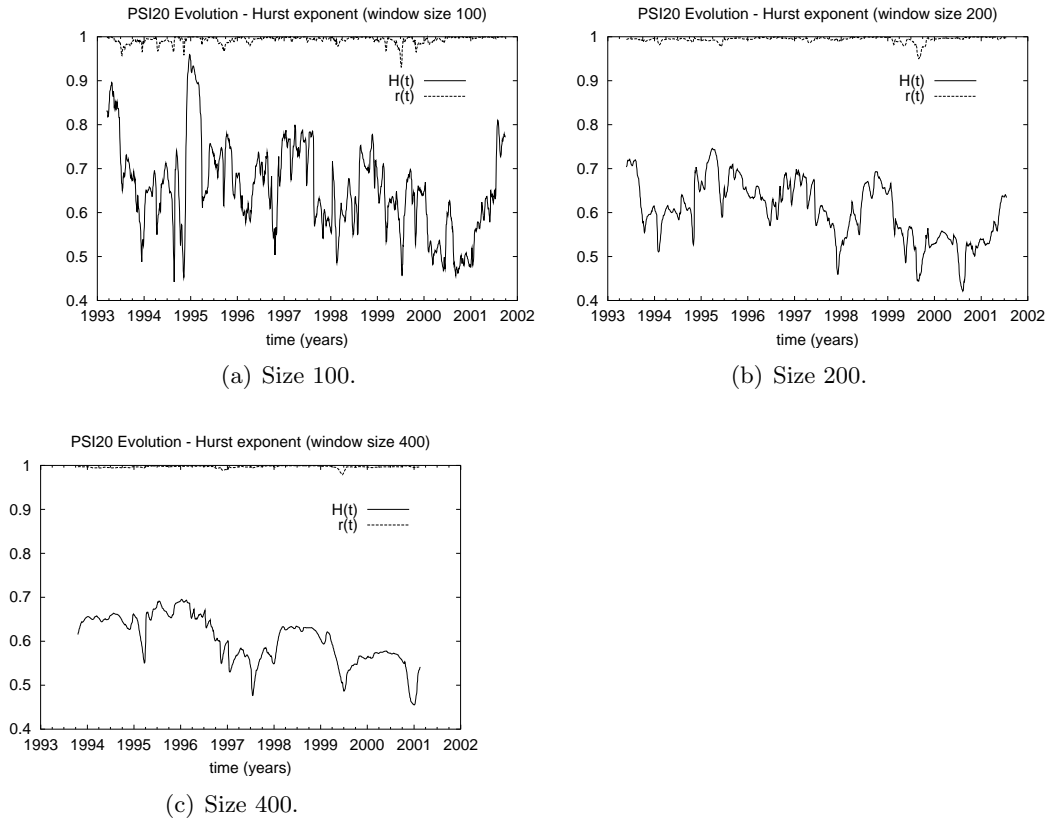 PSI20 Evolution - Hurst exponent (window size 100)
1
0.9
0.8
0.7
0.6
0.5
0.4
H(t)
r(t)
1993 1994 1995 1996 1997 1998 1999 2000 2001 2002
time (years)
(a) Size 100.
PSI20 Evolution - Hurst exponent (window size 200)
1
0.9
0.8
0.7
0.6
0.5
0.4
H(t)
r(t)
1993 1994 1995 1996 1997 1998 1999 2000 2001 2002
time (years)
(b) Size 200.
PSI20 Evolution - Hurst exponent (window size 400)
1
0.9
0.8
0.7
0.6
0.5
0.4
H(t)
r(t)
1993 1994 1995 1996 1997 1998 1999 2000 2001 2002
time (years)
(c) Size 400.